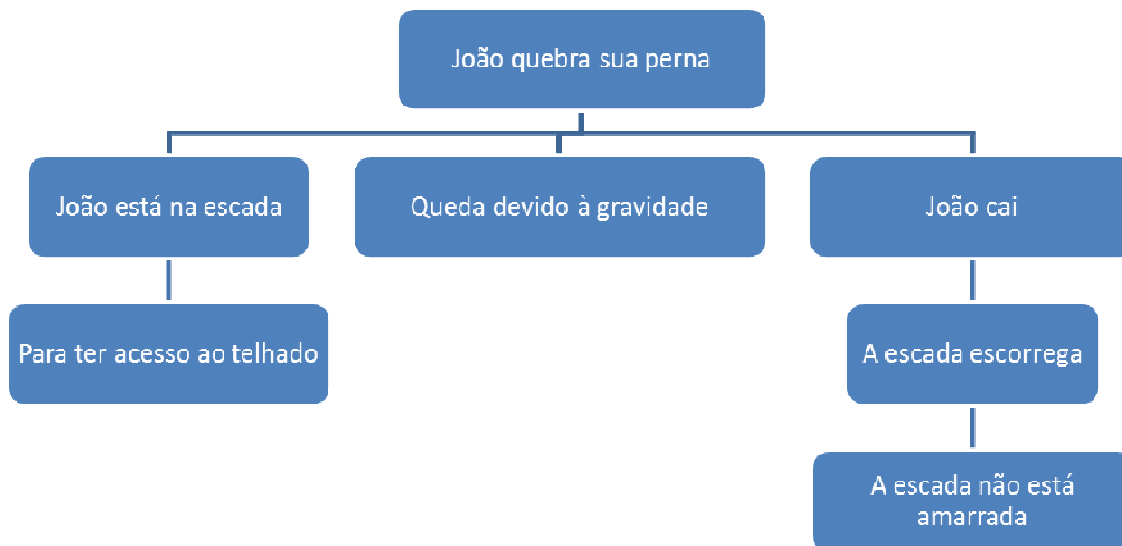 João quebra sua perna
João está na escada
Queda devido à gravidade
João cai
Para ter acesso ao telhado
A escada escorrega
A escada não está
amarrada